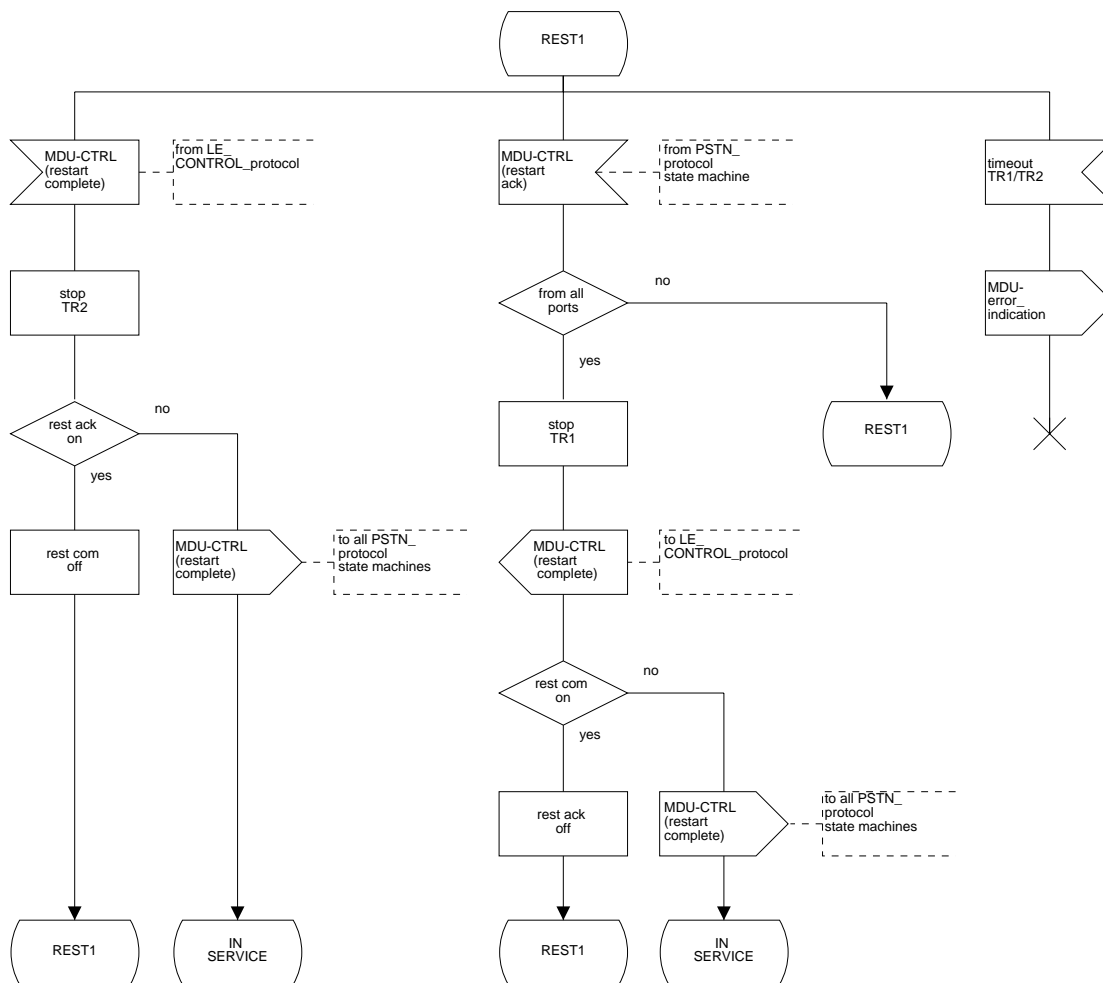 REST1
MDU-CTRL
(restart
complete)
from LE_
CONTROL_protocol
MDU-CTRL
(restart
ack)
from PSTN_
protocol
state machine
timeout
TR1/TR2
stop
TR2
from all
ports
no
yes
MDU-
error_
indication
rest ack
on
no
yes
stop
TR1
REST1
rest com
off
MDU-CTRL
(restart
complete)
to all PSTN_
protocol
state machines
MDU-CTRL
(restart
complete)
to LE_
CONTROL_protocol
rest com
on
no
yes
rest ack
off
MDU-CTRL
(restart
complete)
to all PSTN_
protocol
state machines
REST1
IN
SERVICE
REST1
IN
SERVICE